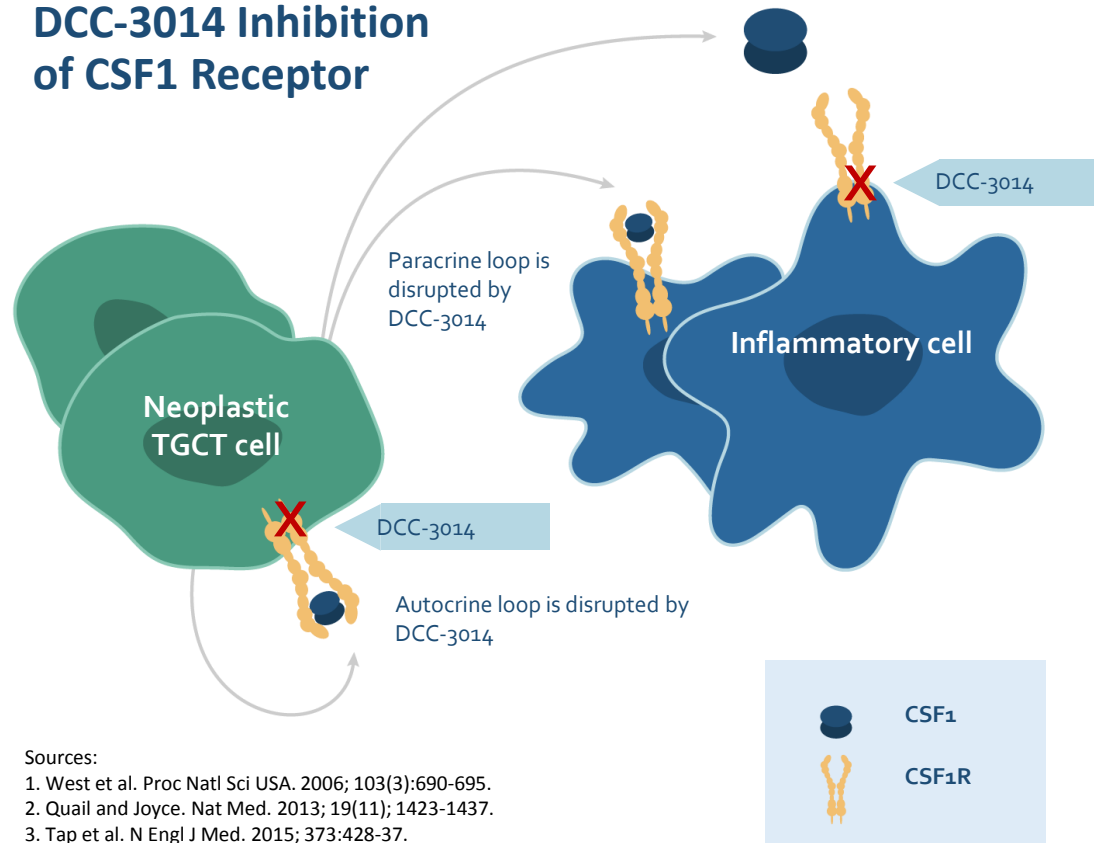 DCC-3014 Inhibition
of CSF1 Receptor
DCC-3014
Paracrine loop is
disrupted by
DCC-3014
Inflammatory cell
Neoplastic
TGCT cell
X
X
DCC-3014
Autocrine loop is disrupted by
DCC-3014
CSF1
CSF1R
Sources:
1. West et al. Proc Natl Sci USA. 2006; 103(3):690-695.
2. Quail and Joyce. Nat Med. 2013; 19(11); 1423-1437.
3. Tap et al. N Engl J Med. 2015; 373:428-37.